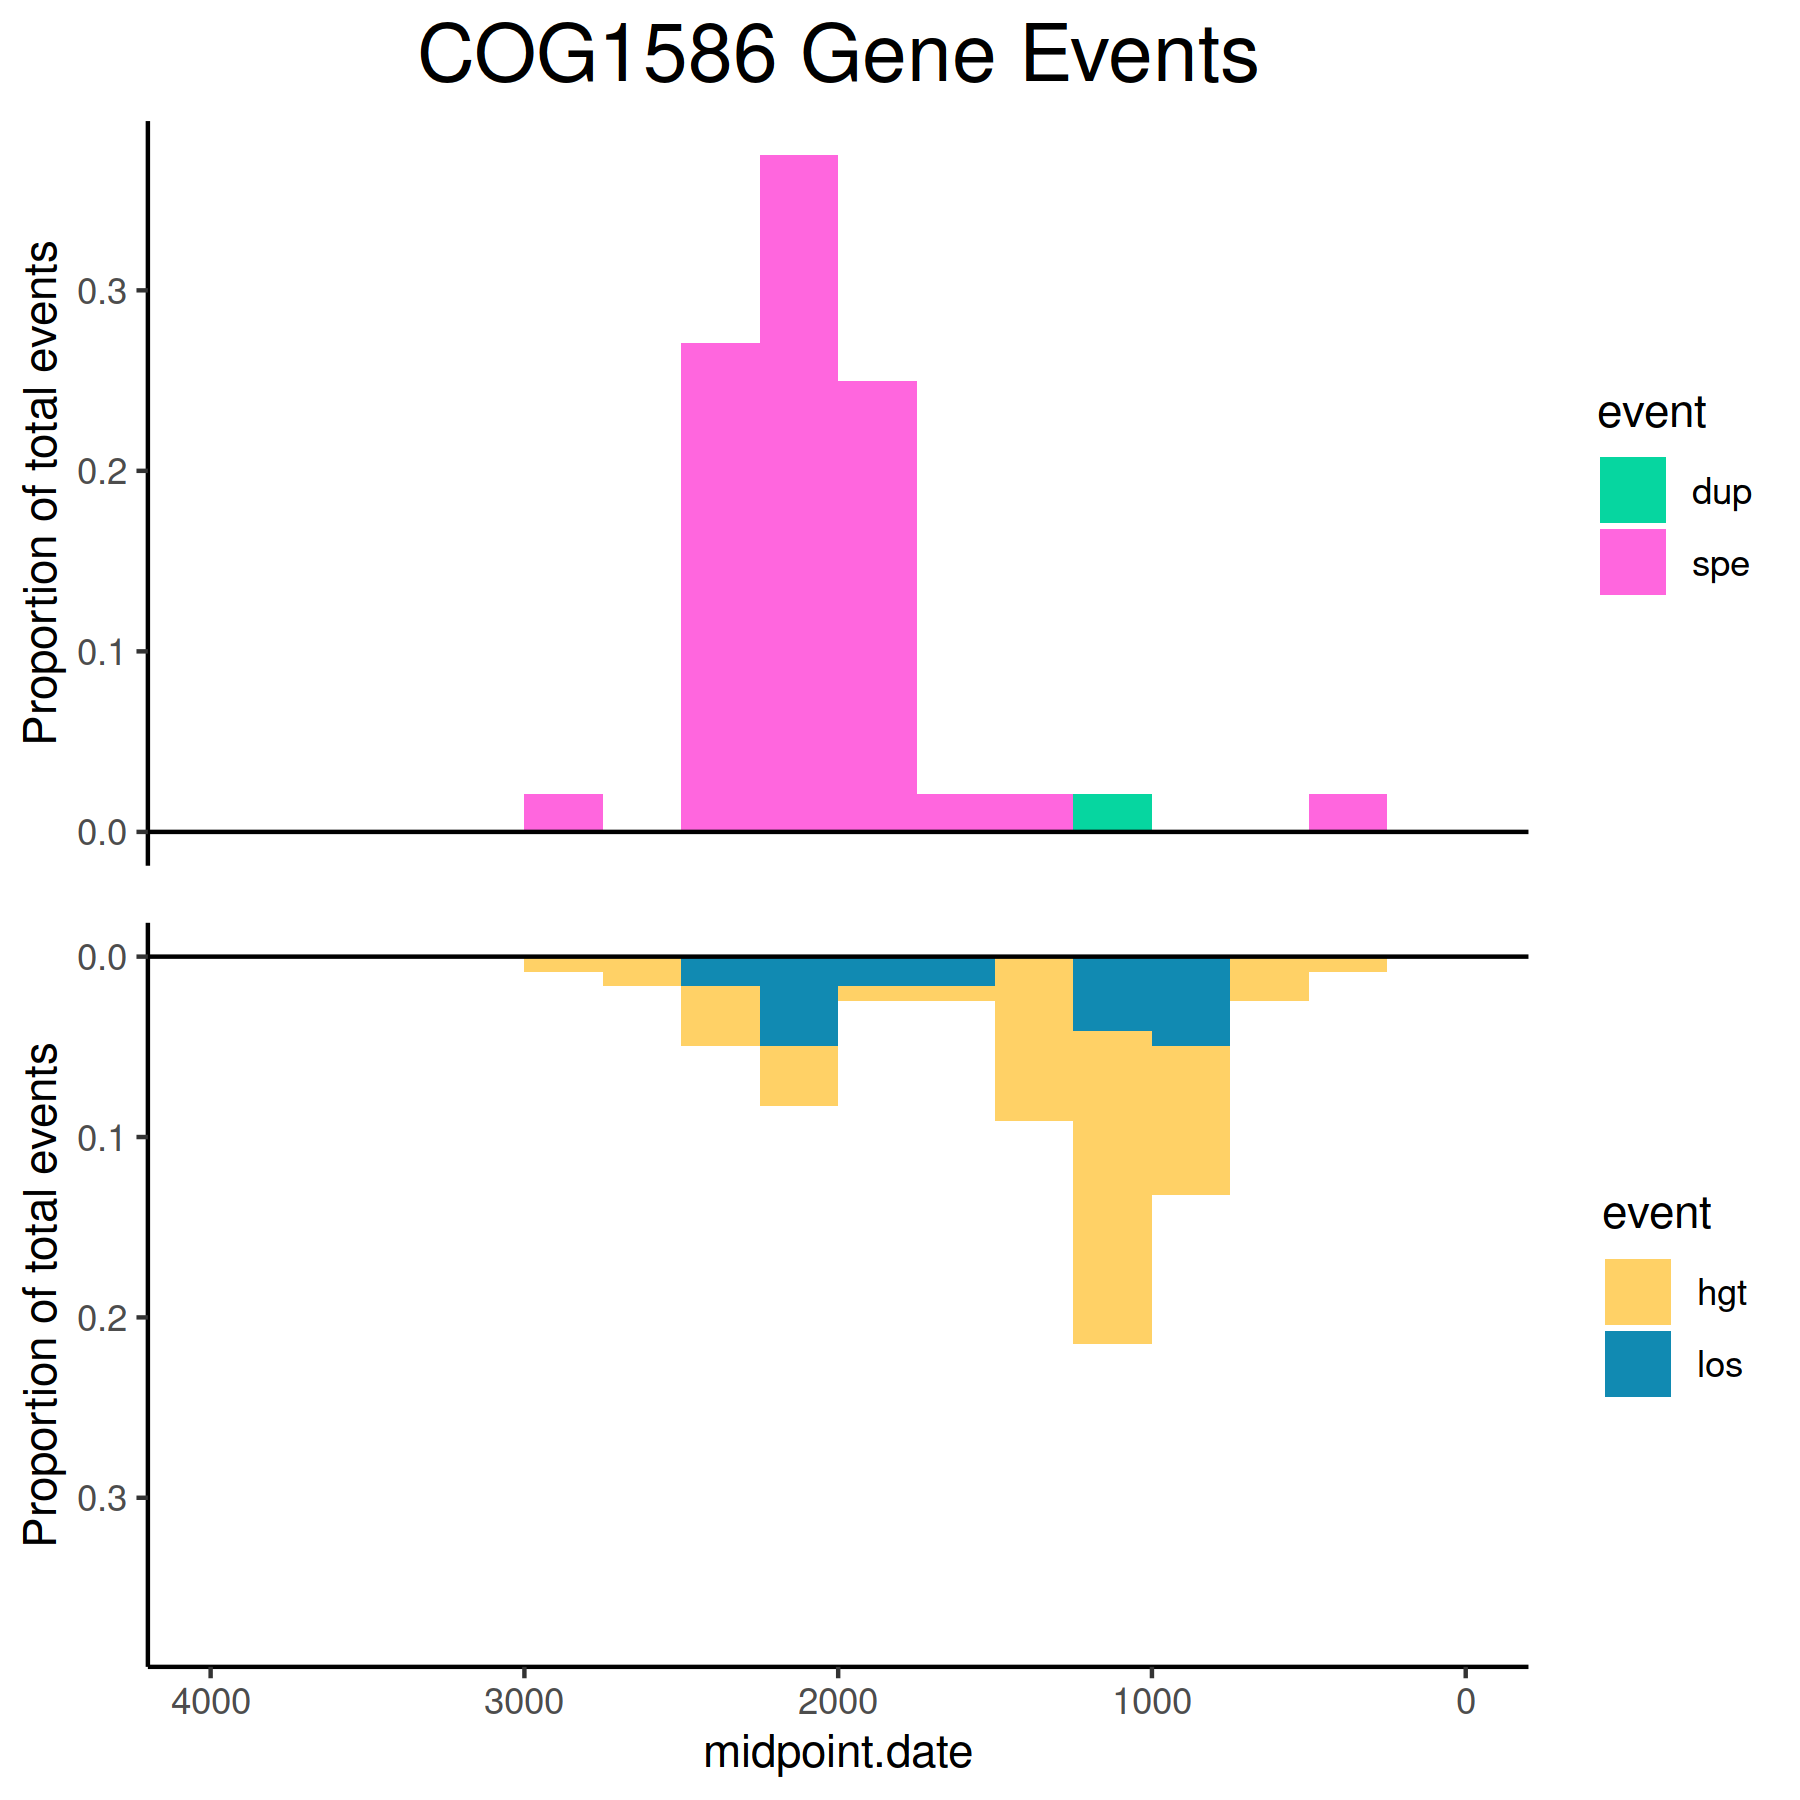 COG1586 Gene Events
Proportion of total events
0.3
0.2
0.1
0.0
event
dup
spe
Proportion of total events
0.0
0.1
0.2
0.3
event
hgt
los
4000 3000 2000 1000 0
midpoint.date